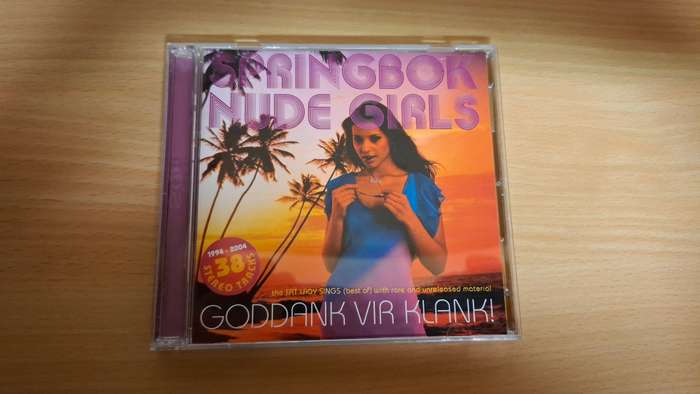 SPRINGBOK
NUDE GIRLS
1994 - 2004
38
STEREO TRACKS
...the FAT LADY SINGS (best of) with rare and unreleased material
GODDANK VIR KLANK!